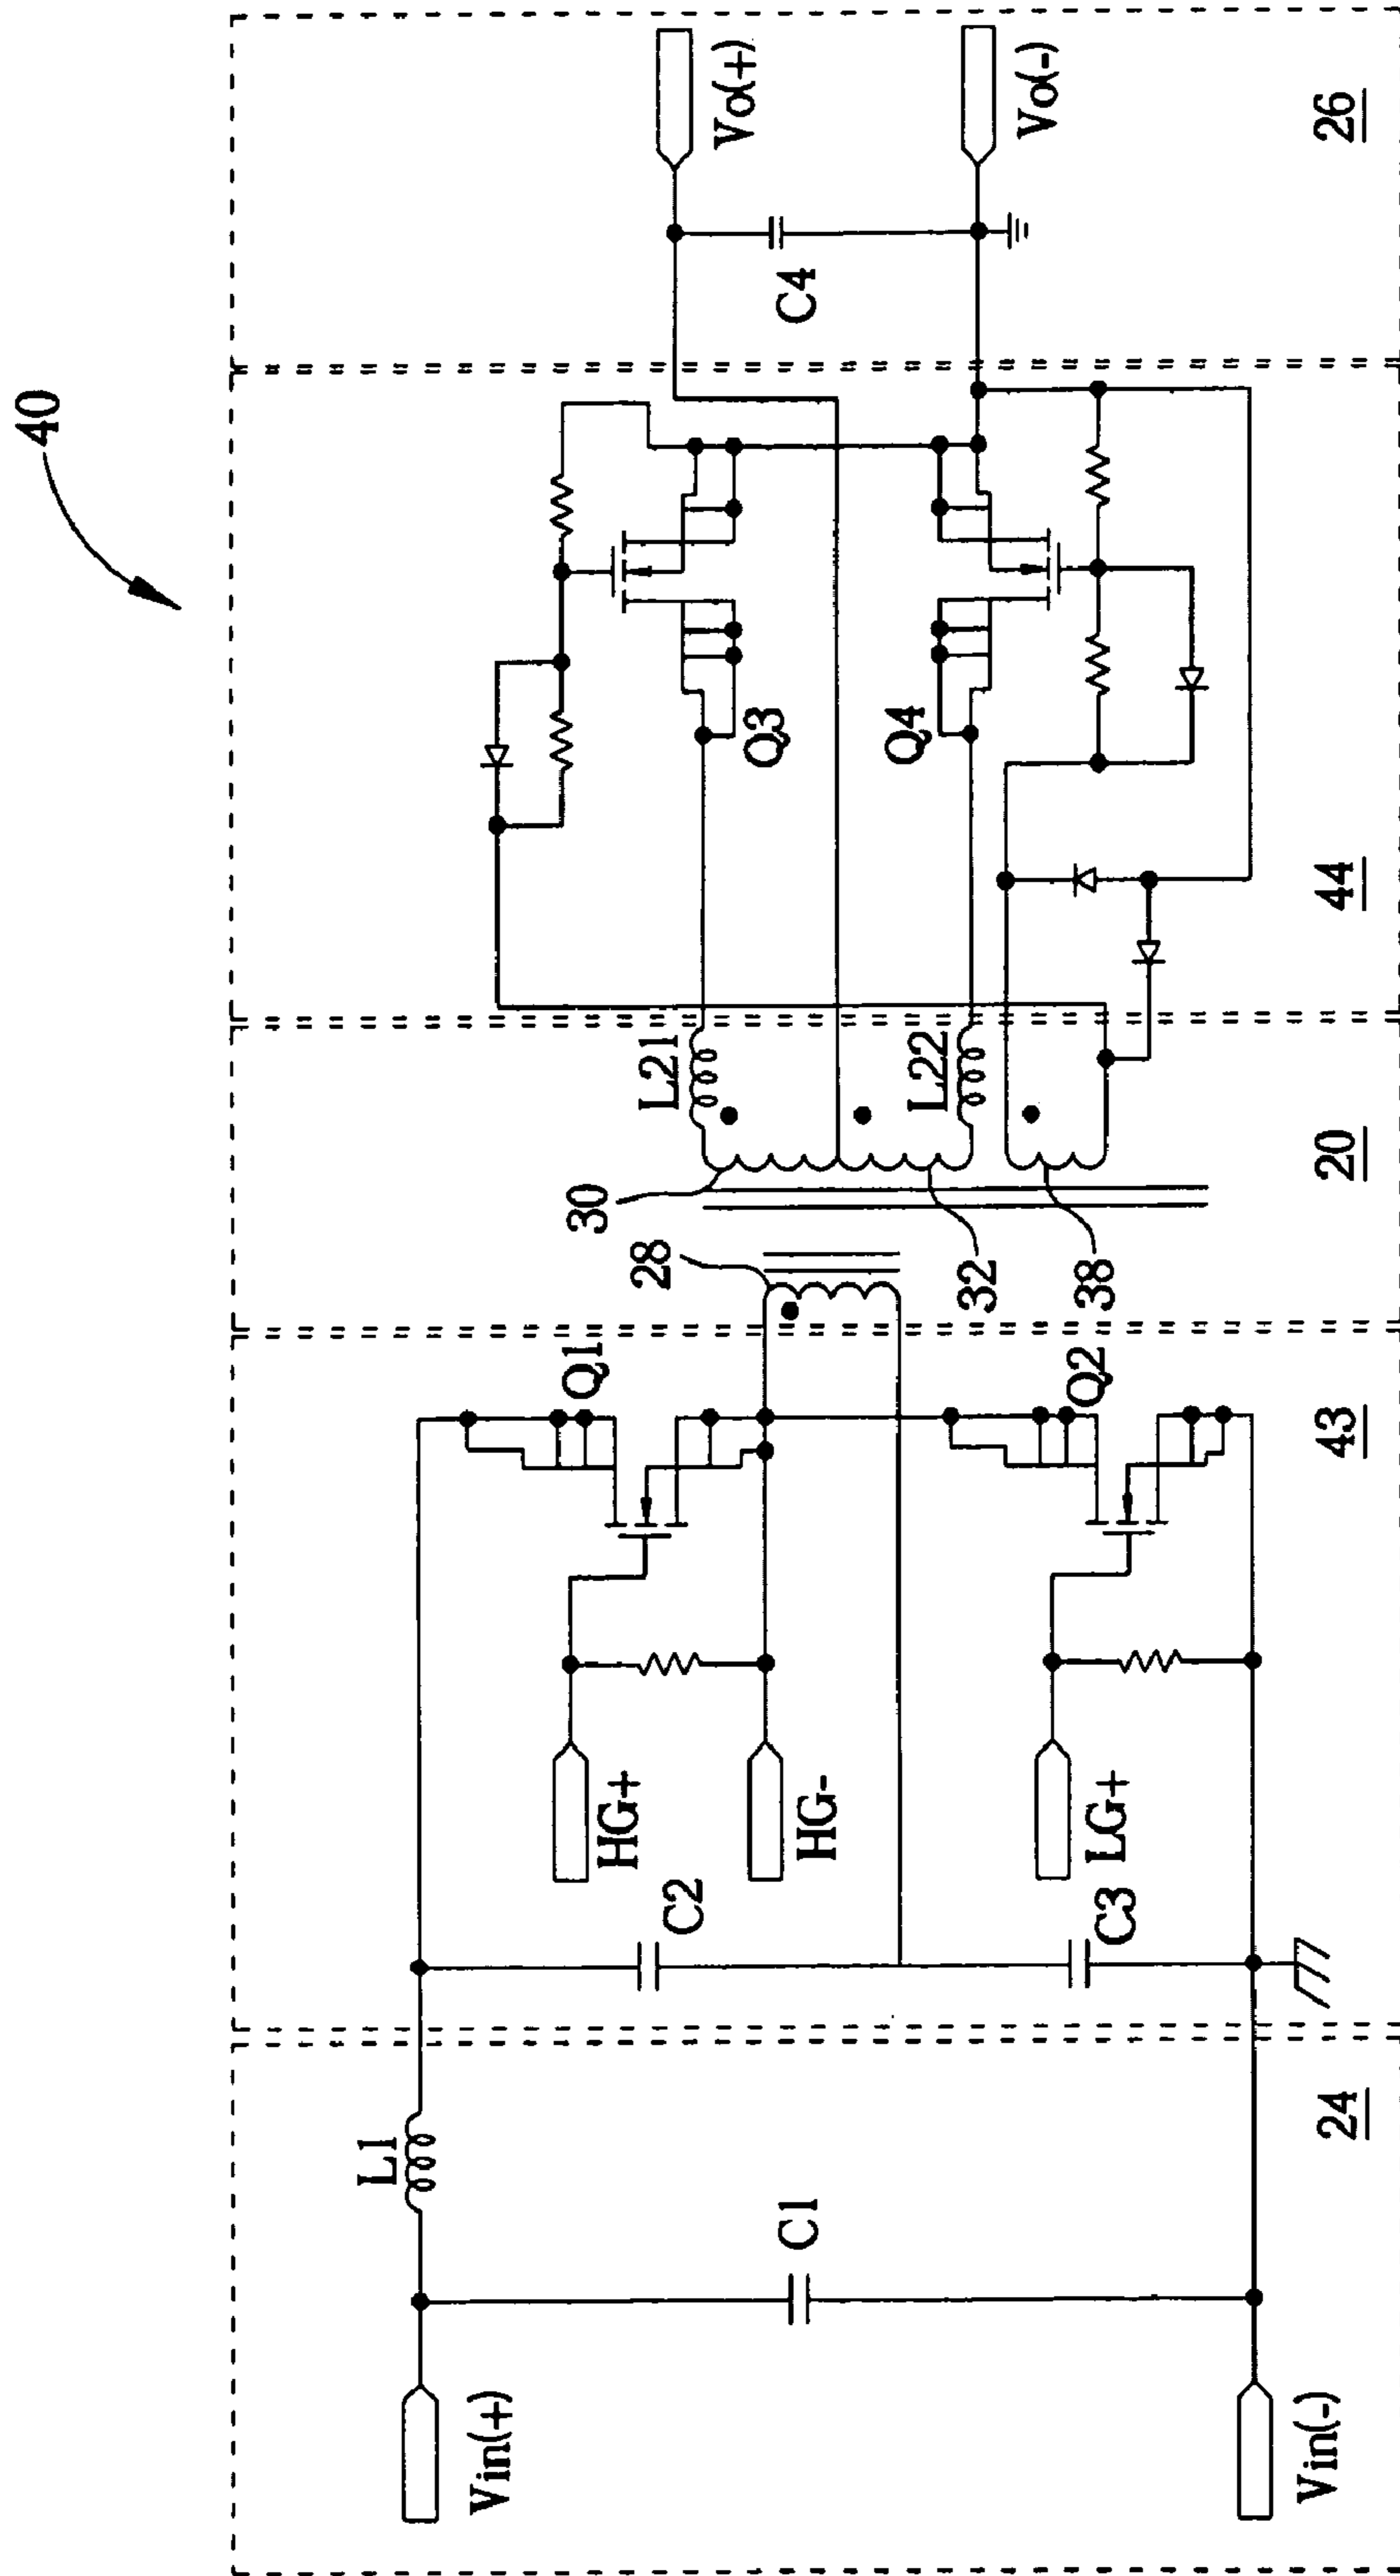 40
Vin(+)
Vin(-)
L1
C1
24
C2
C3
HG+
HG-
LG+
Q1
Q2
43
28
30
32
38
L21
L22
20
Q3
Q4
44
C4
Vo(+)
Vo(-)
26